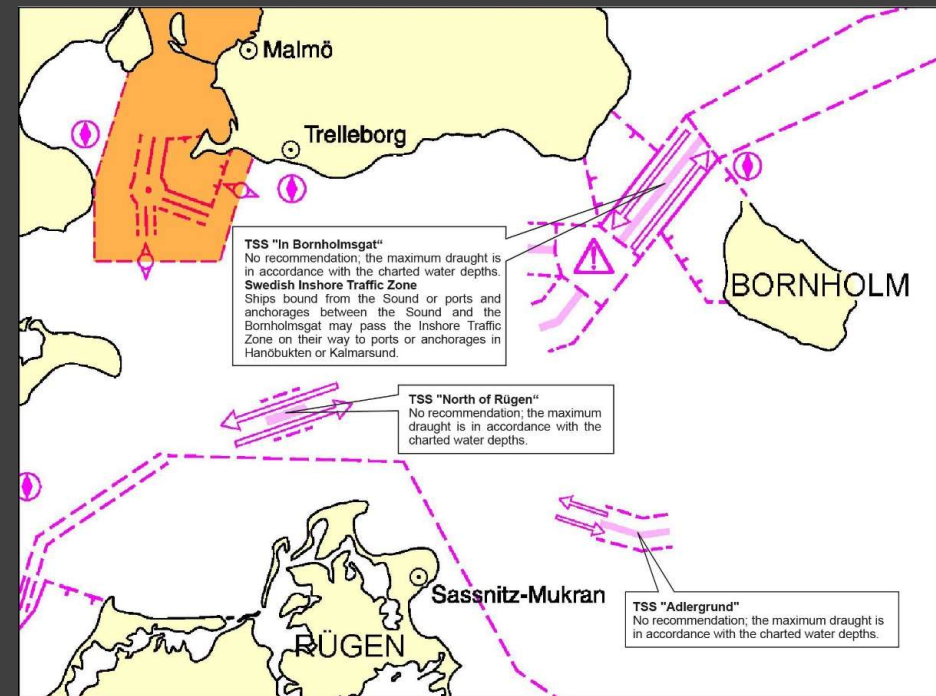 Malmö
Trelleborg
TSS "In Bornholmsgat“
No recommendation; the maximum draught is
in accordance with the charted water depths.
Swedish Inshore Traffic Zone
Ships bound from the Sound or ports and
anchorages between the Sound and the
Bornholmsgat may pass the Inshore Traffic
Zone on their way to ports or anchorages in
Hanöbukten or Kalmarsund.
BORNHOLM
TSS "North of Rügen“
No recommendation; the maximum
draught is in accordance with the
charted water depths.
Sassnitz-Mukran
RÜGEN
TSS "Adlergrund"
No recommendation; the maximum draught is
in accordance with the charted water depths.